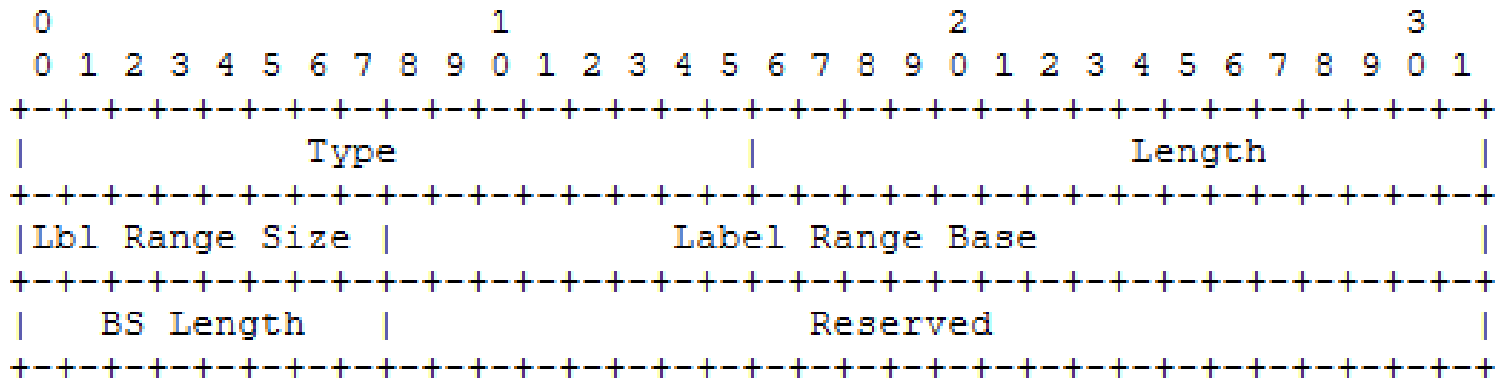 0                   1                   2                   3
 0 1 2 3 4 5 6 7 8 9 0 1 2 3 4 5 6 7 8 9 0 1 2 3 4 5 6 7 8 9 0 1
+-+-+-+-+-+-+-+-+-+-+-+-+-+-+-+-+-+-+-+-+-+-+-+-+-+-+-+-+-+-+-+-+
|            Type               |                Length         |
+-+-+-+-+-+-+-+-+-+-+-+-+-+-+-+-+-+-+-+-+-+-+-+-+-+-+-+-+-+-+-+-+
|Lbl Range Size |            Label Range Base                   |
+-+-+-+-+-+-+-+-+-+-+-+-+-+-+-+-+-+-+-+-+-+-+-+-+-+-+-+-+-+-+-+-+
|   BS Length   |                  Reserved                     |
+-+-+-+-+-+-+-+-+-+-+-+-+-+-+-+-+-+-+-+-+-+-+-+-+-+-+-+-+-+-+-+-+